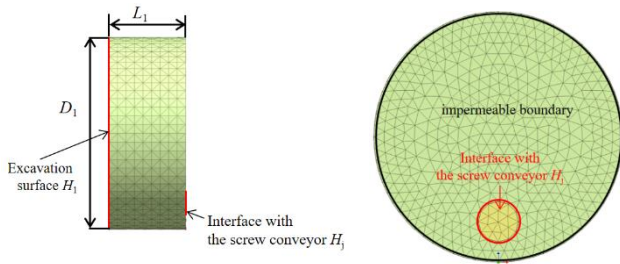 L₁
D₁
Excavation
surface H₁
Interface with
the screw conveyor Hⱼ
impermeable boundary
Interface with
the screw conveyor Hⱼ